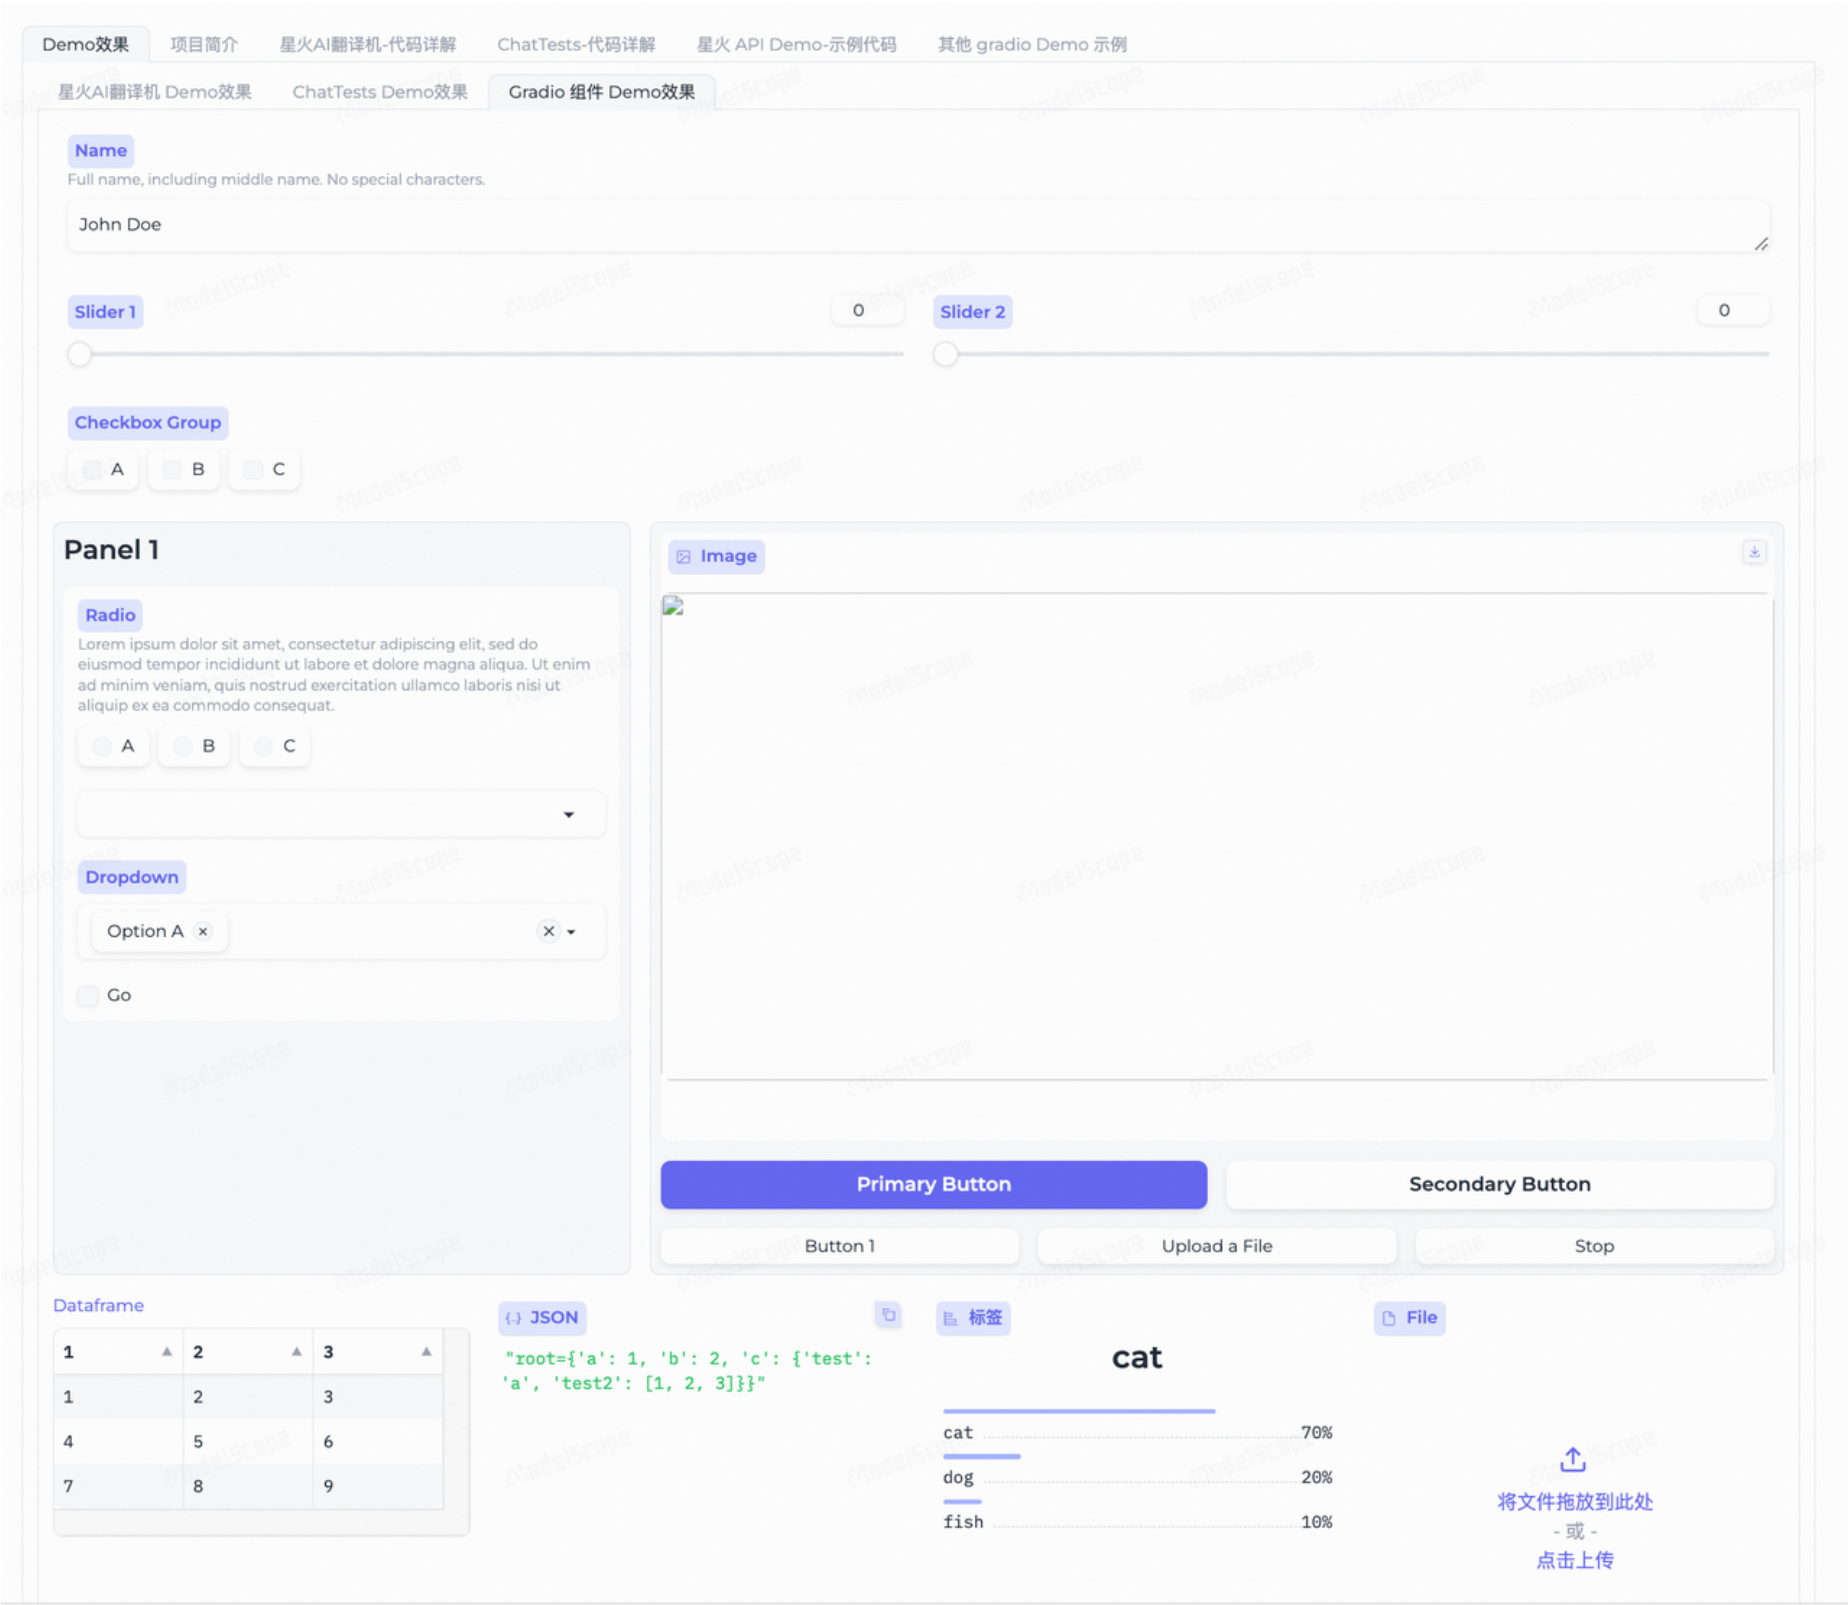 Demo效果 项目简介 星火AI翻译机-代码详解 ChatTests-代码详解 星火 API Demo-示例代码 其他 gradio Demo 示例
星火AI翻译机 Demo效果 ChatTests Demo效果 Gradio 组件 Demo效果
Name
Full name, including middle name. No special characters.
John Doe
Slider 1 0 Slider 2 0
Checkbox Group
A B C
Panel 1
Radio
Lorem ipsum dolor sit amet, consectetur adipiscing elit, sed do
eiusmod tempor incididunt ut labore et dolore magna aliqua. Ut enim
ad minim veniam, quis nostrud exercitation ullamco laboris nisi ut
aliquip ex ea commodo consequat.
A B C
Dropdown
Option A
Go
Image
Primary Button Secondary Button
Button 1 Upload a File Stop
Dataframe
1 2 3
1 2 3
4 5 6
7 8 9
{..} JSON
"root={'a': 1, 'b': 2, 'c': {'test':
'a', 'test2': [1, 2, 3]}}"
标签
cat
cat 70%
dog 20%
fish 10%
File
将文件拖放到此处
- 或 -
点击上传
ModelScope